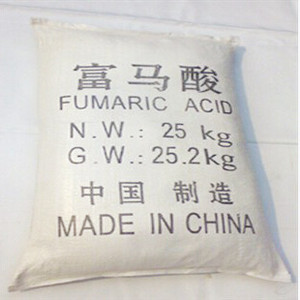 富马酸
FUMARIC ACID
N.W.: 25 kg
G.W.: 25.2kg
中国 制造
MADE IN CHINA